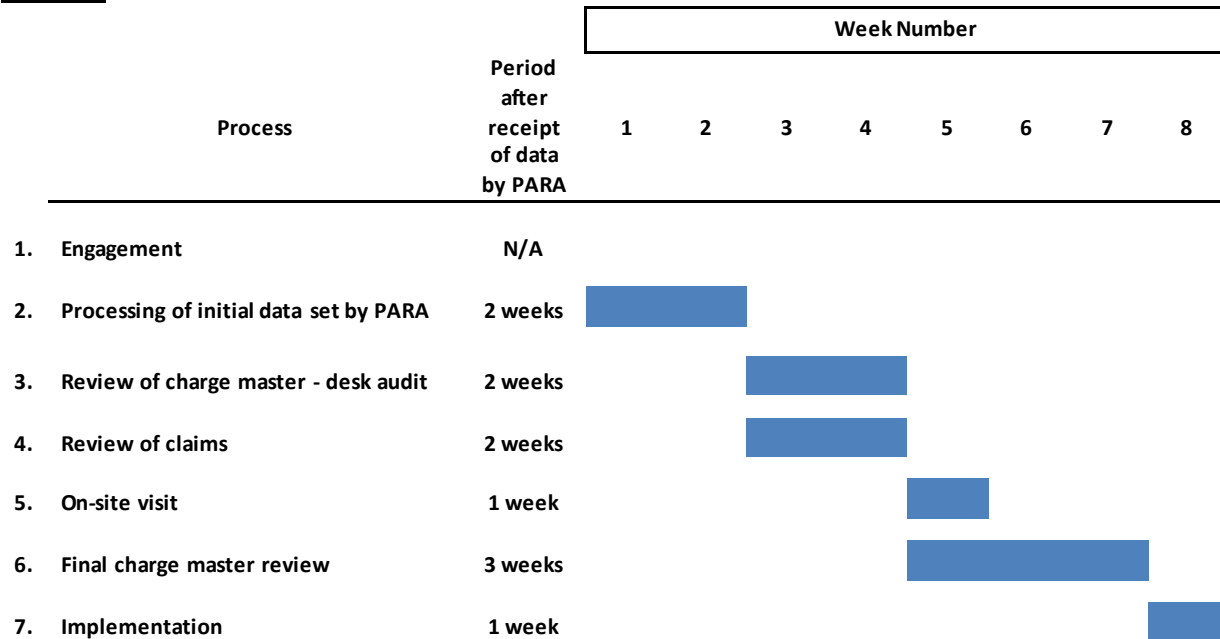 Week Number
Process
Period
after
receipt
of data
by PARA
1 2 3 4 5 6 7 8
1. Engagement N/A
2. Processing of initial data set by PARA 2 weeks
3. Review of charge master - desk audit 2 weeks
4. Review of claims 2 weeks
5. On-site visit 1 week
6. Final charge master review 3 weeks
7. Implementation 1 week